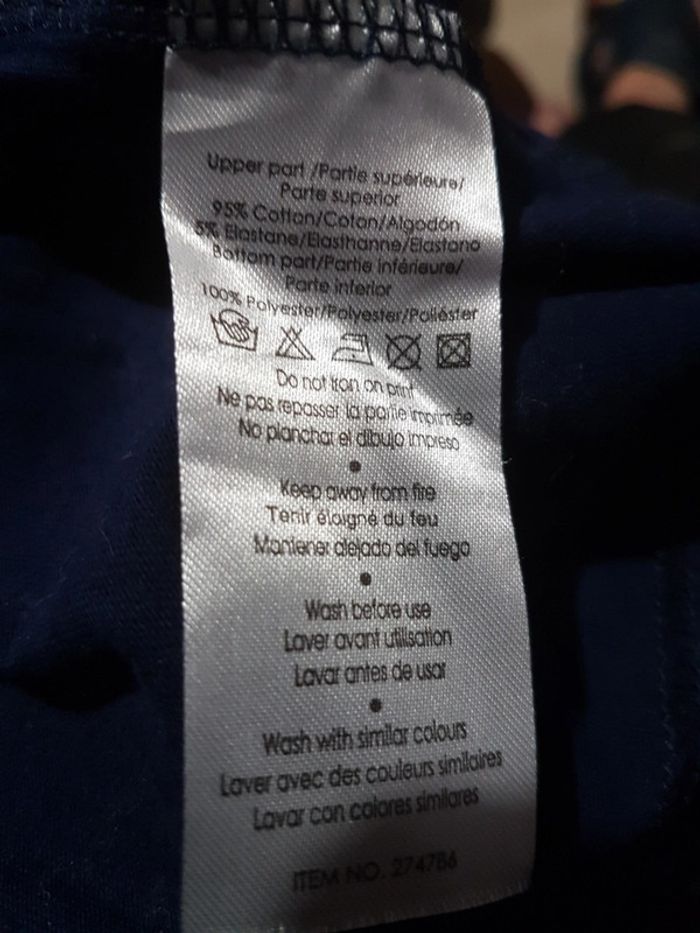 Upper part /Partie supérieure/
Parte superior
95% Cotton/Coton/Algodón
5% Elastane/Elasthanne/Elastano
Bottom part/Partie inférieure/
Parte inferior
100% Polyester/Polyester/Poliéster
Do not iron on print
Ne pas repasser la partie imprimée
No planchar el dibujo impreso
Keep away from fire
Tenir éloigné du feu
Mantener alejado del fuego
Wash before use
Laver avant utilisation
Lavar antes de usar
Wash with similar colours
Laver avec des couleurs similaires
Lavar con colores similares
ITEM NO. 274786